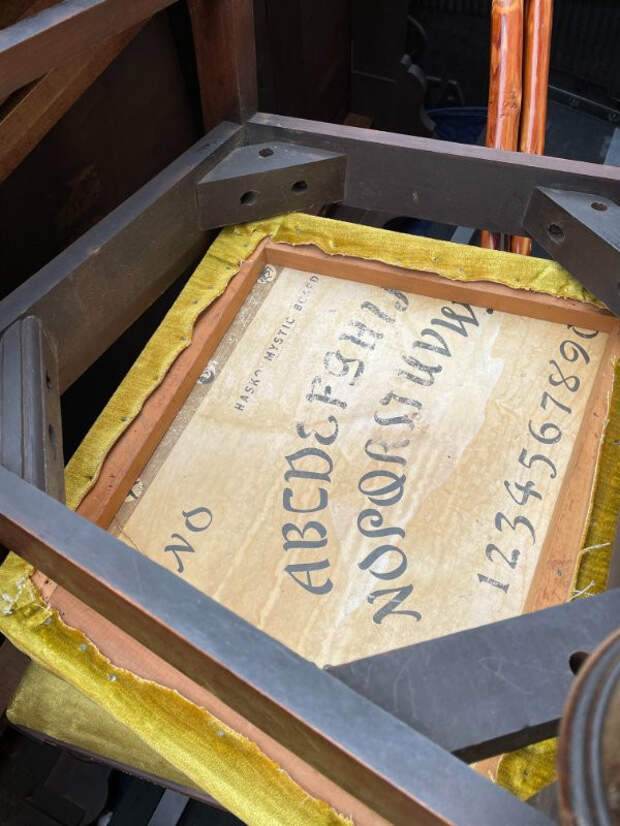 HASKO MYSTIC BOARD
NO
ABCDEFGHIJ
NOPQRSTUVW
1234567890